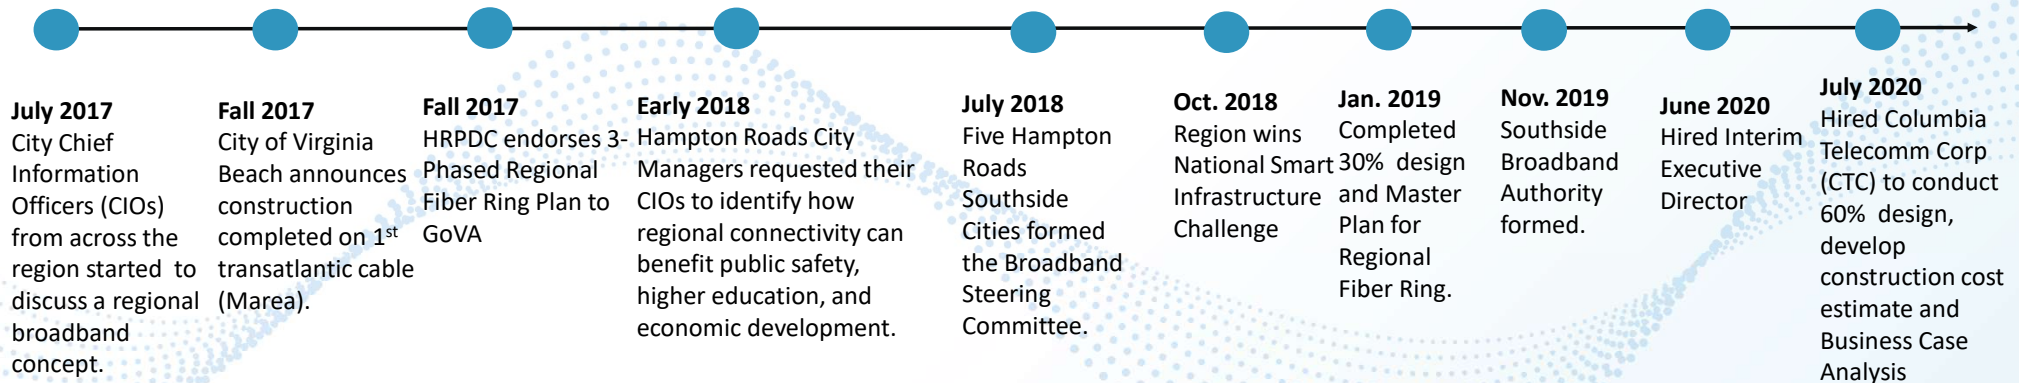 July 2017
City Chief
Information
Officers (CIOs)
from across the
region started to
discuss a regional
broadband
concept.
Fall 2017
City of Virginia
Beach announces
construction
completed on 1st
transatlantic cable
(Marea).
Fall 2017
HRPDC endorses 3-
Phased Regional
Fiber Ring Plan to
GoVA
Early 2018
Hampton Roads City
Managers requested their
CIOs to identify how
regional connectivity can
benefit public safety,
higher education, and
economic development.
July 2018
Five Hampton
Roads
Southside
Cities formed
the Broadband
Steering
Committee.
Oct. 2018
Region wins
National Smart
Infrastructure
Challenge
Jan. 2019
Completed
30% design
and Master
Plan for
Regional
Fiber Ring.
Nov. 2019
Southside
Broadband
Authority
formed.
June 2020
Hired Interim
Executive
Director
July 2020
Hired Columbia
Telecomm Corp
(CTC) to conduct
60% design,
develop
construction cost
estimate and
Business Case
Analysis